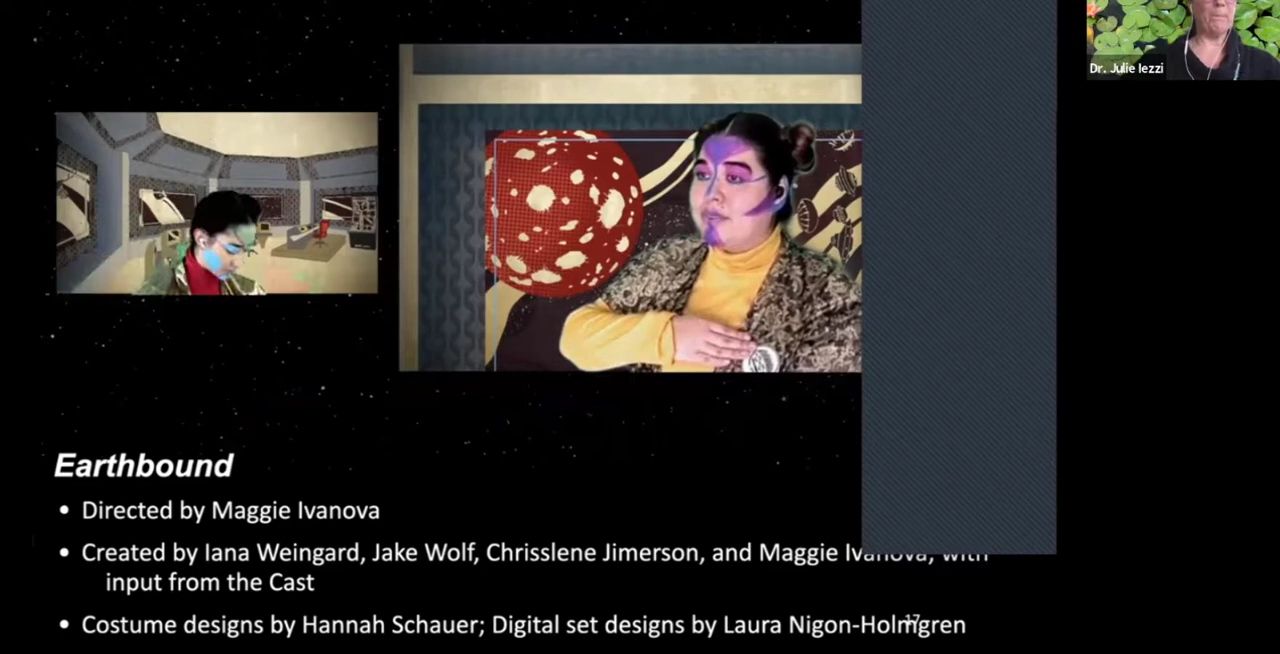 Dr. Julie Iezzi
Earthbound
• Directed by Maggie Ivanova
• Created by Iana Weingard, Jake Wolf, Chrisslene Jimerson, and Maggie Ivanova, with
input from the Cast
• Costume designs by Hannah Schauer; Digital set designs by Laura Nigon-Holmgren
17